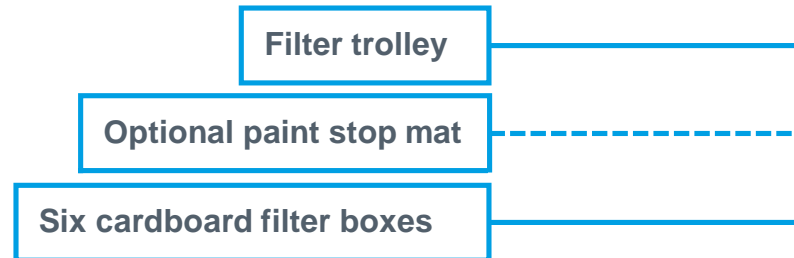 Filter trolley
Optional paint stop mat
Six cardboard filter boxes